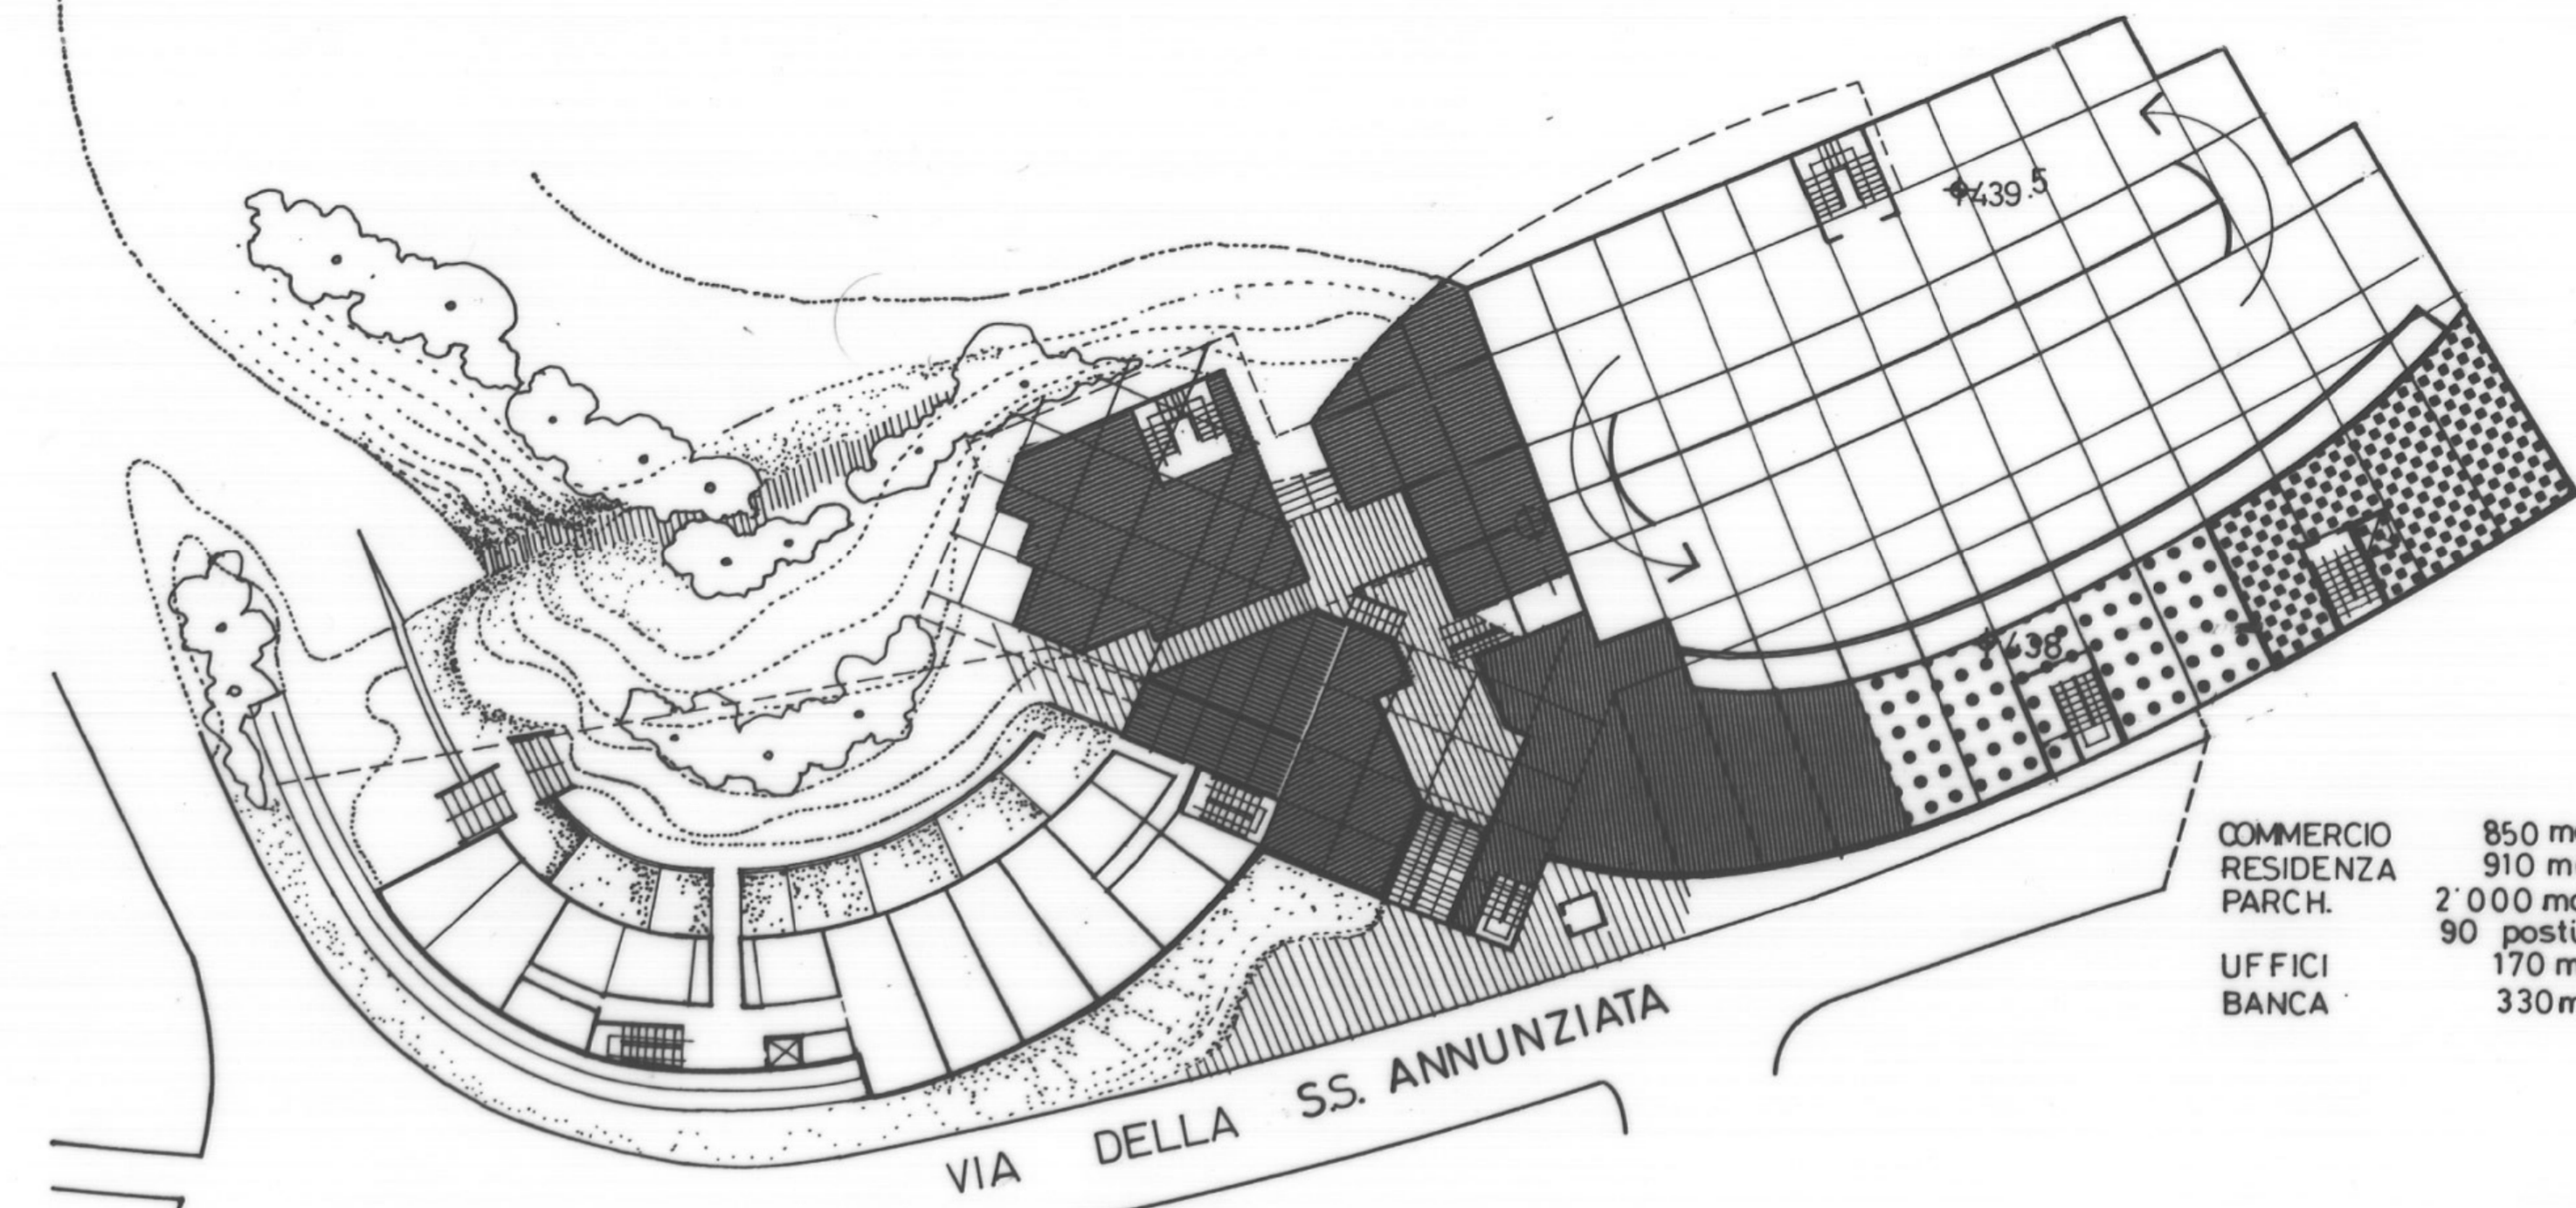 439.5
438
COMMERCIO 850 m
RESIDENZA 910 m
PARCH. 2'000 m
90 posti
UFFICI 170 m
BANCA 330 m
VIA DELLA S.S. ANNUNZIATA